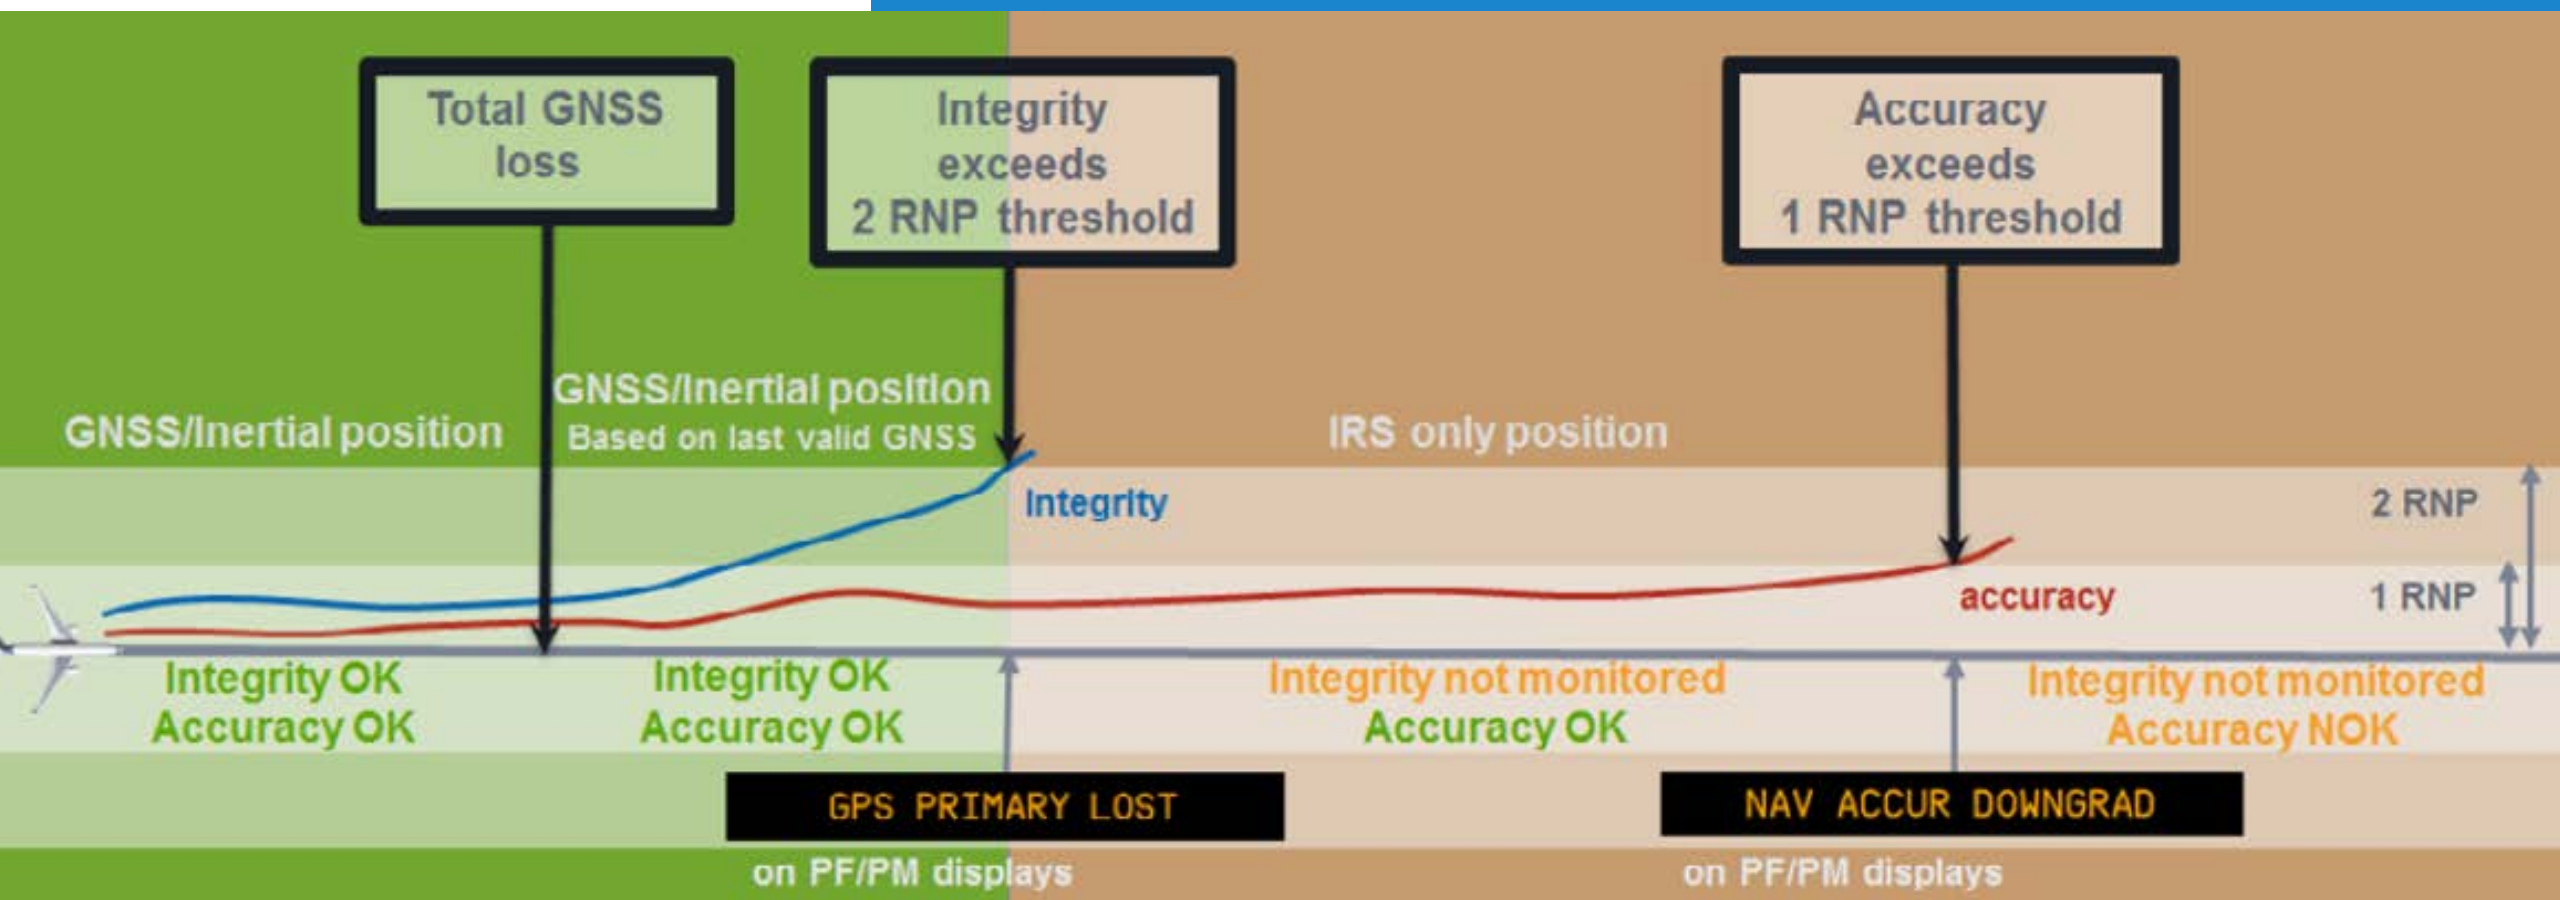 Total GNSS
loss
Integrity
exceeds
2 RNP threshold
Accuracy
exceeds
1 RNP threshold
GNSS/Inertial position
GNSS/Inertial position
Based on last valid GNSS
IRS only position
Integrity
2 RNP
accuracy
1 RNP
Integrity OK
Accuracy OK
Integrity OK
Accuracy OK
Integrity not monitored
Accuracy OK
Integrity not monitored
Accuracy NOK
GPS PRIMARY LOST
on PF/PM displays
NAV ACCUR DOWNGRAD
on PF/PM displays